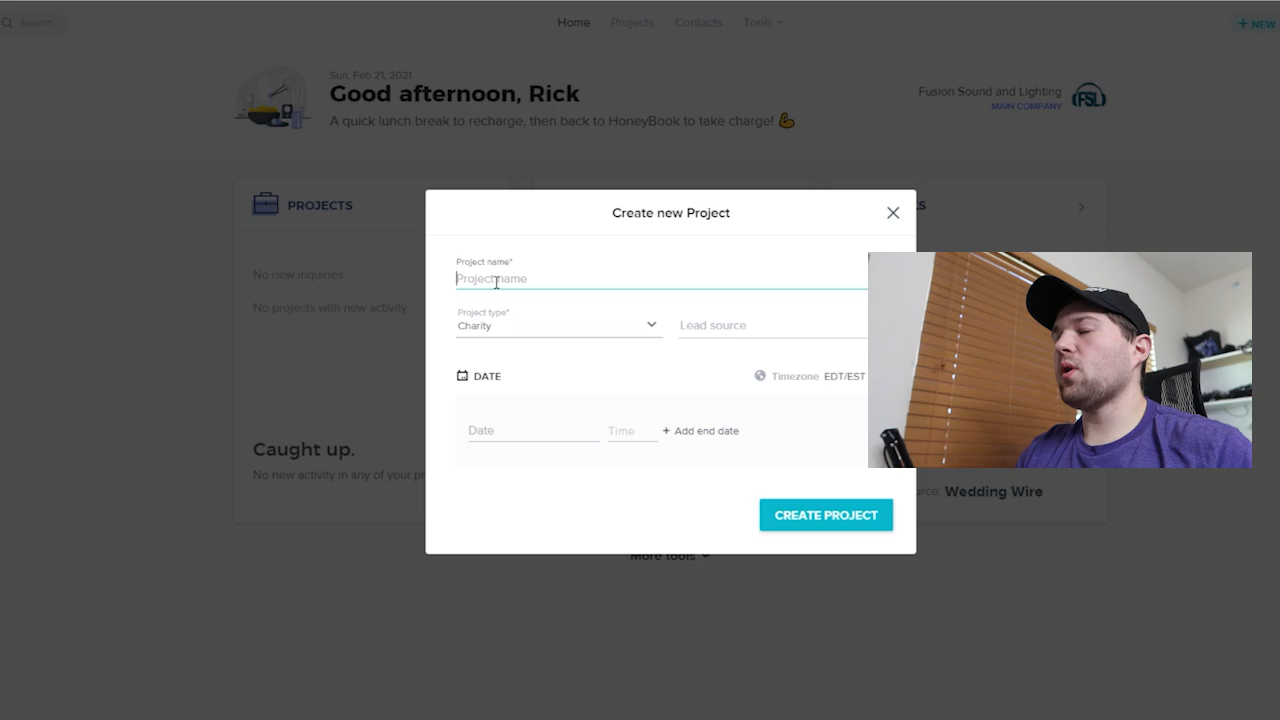 Search...
Home
Projects
Contacts
Tools
+ NEW
Sun, Feb 21, 2021
Good afternoon, Rick
A quick lunch break to recharge, then back to HoneyBook to take charge! 💪
Fusion Sound and Lighting
MAIN COMPANY
FSL
PROJECTS
KS
No new inquiries
No projects with new activity
Caught up.
No new activity in any of your pr
Create new Project
Project name*
Project name
Project type*
Charity
Lead source
DATE
Timezone EDT/EST
Date
Time
+ Add end date
CREATE PROJECT
urce: Wedding Wire
More tools